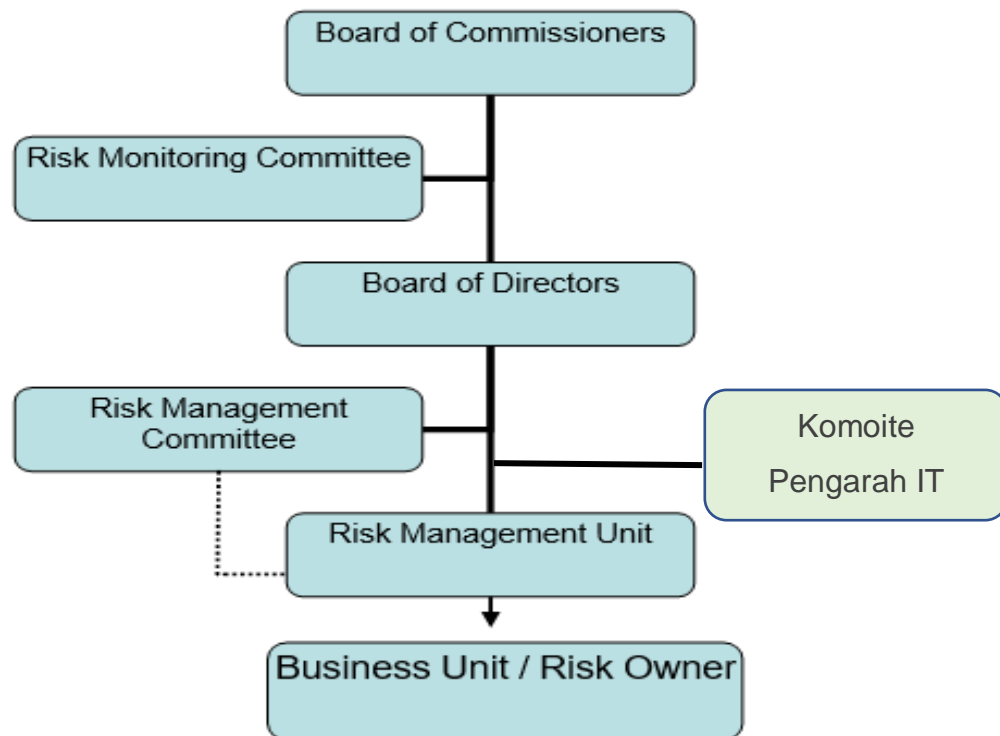 Board of Commissioners
Risk Monitoring Committee
Board of Directors
Risk Management
Committee
Komoite
Pengarah IT
Risk Management Unit
Business Unit / Risk Owner